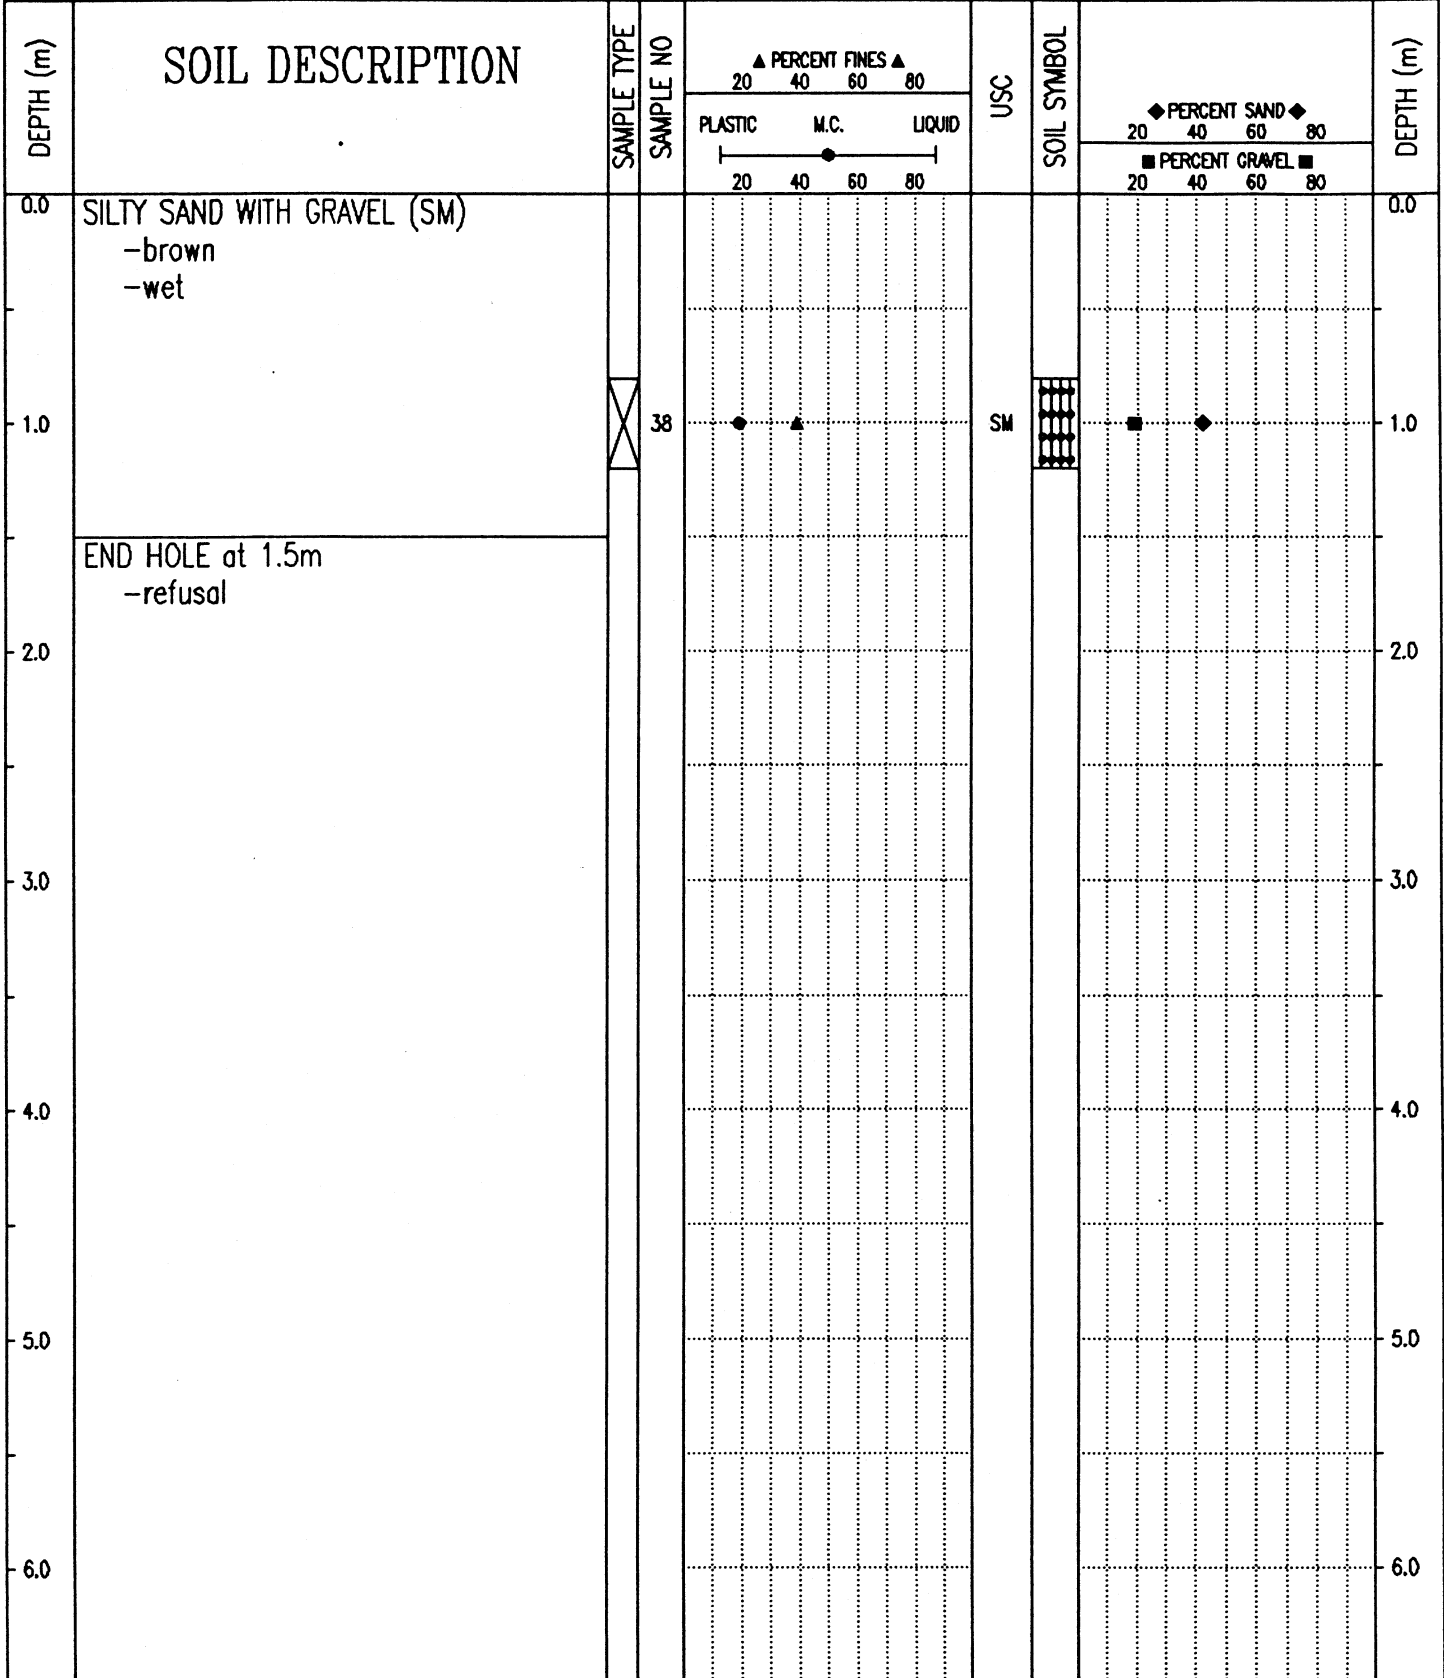 DEPTH (m)
SOIL DESCRIPTION
SAMPLE TYPE
SAMPLE NO
▲ PERCENT FINES ▲
20 40 60 80
PLASTIC M.C. LIQUID
20 40 60 80
USC
SOIL SYMBOL
◆ PERCENT SAND ◆
20 40 60 80
■ PERCENT GRAVEL ■
20 40 60 80
DEPTH (m)
0.0 SILTY SAND WITH GRAVEL (SM) 0.0
-brown
-wet
1.0 38 SM 1.0
END HOLE at 1.5m
-refusal
2.0 2.0
3.0 3.0
4.0 4.0
5.0 5.0
6.0 6.0